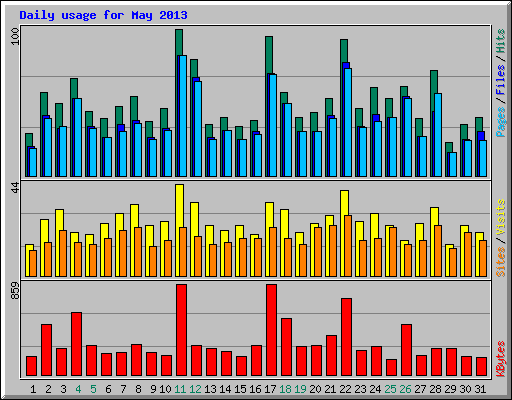 Daily usage for May 2013
100
44
859
Pages/Files/Hits
Sites/Visits
KBytes
1 2 3 4 5 6 7 8 9 10 11 12 13 14 15 16 17 18 19 20 21 22 23 24 25 26 27 28 29 30 31